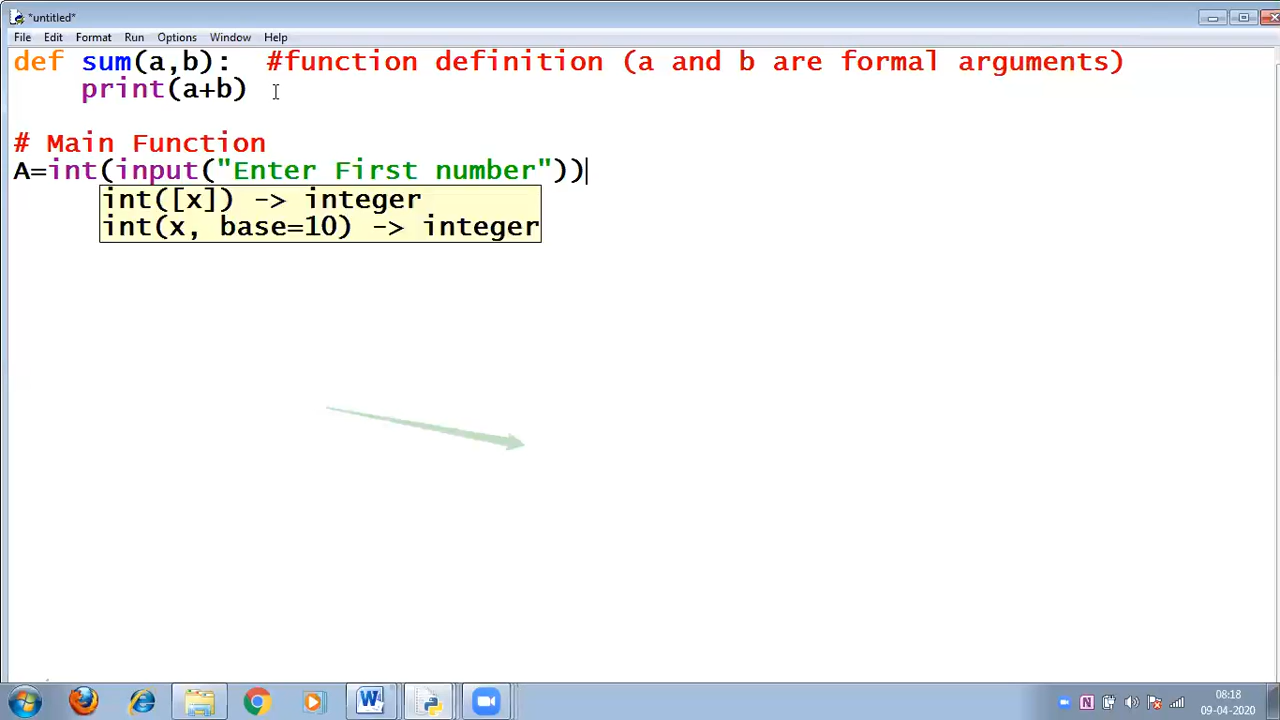 *untitled*
File Edit Format Run Options Window Help
def sum(a,b):  #function definition (a and b are formal arguments)
    print(a+b)
# Main Function
A=int(input("Enter First number"))
int([x]) -> integer
int(x, base=10) -> integer
08:18
09-04-2020